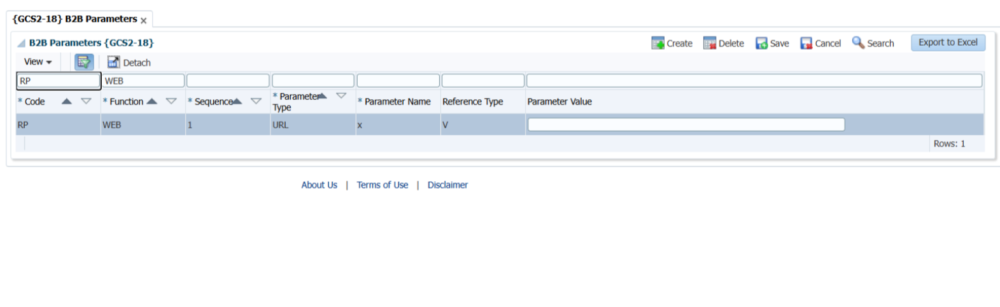 {GCS2-18} B2B Parameters x
B2B Parameters {GCS2-18}
Create Delete Save Cancel Search Export to Excel
View Detach
RP WEB
* Code * Function * Sequence * Parameter Type * Parameter Name Reference Type Parameter Value
RP WEB 1 URL x V
Rows: 1
About Us | Terms of Use | Disclaimer